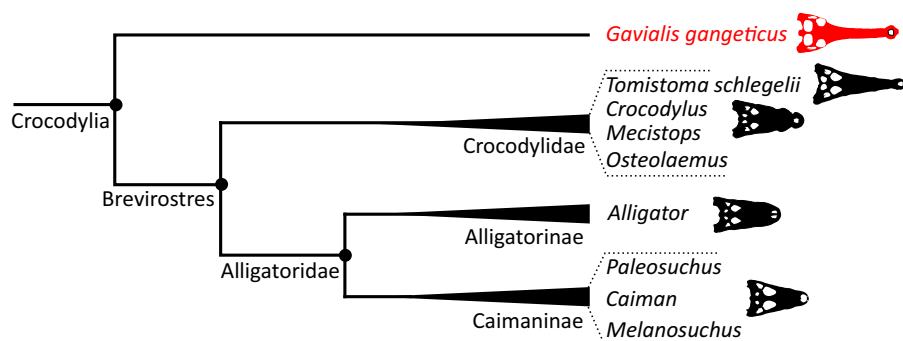 Gavialis gangeticus
Tomistoma schlegelii
Crocodylia
Crocodylus
Mecistops
Crocodylidae
Osteolaemus
Brevirostres
Alligator
Alligatorinae
Alligatoridae
Paleosuchus
Caiman
Caimaninae
Melanosuchus